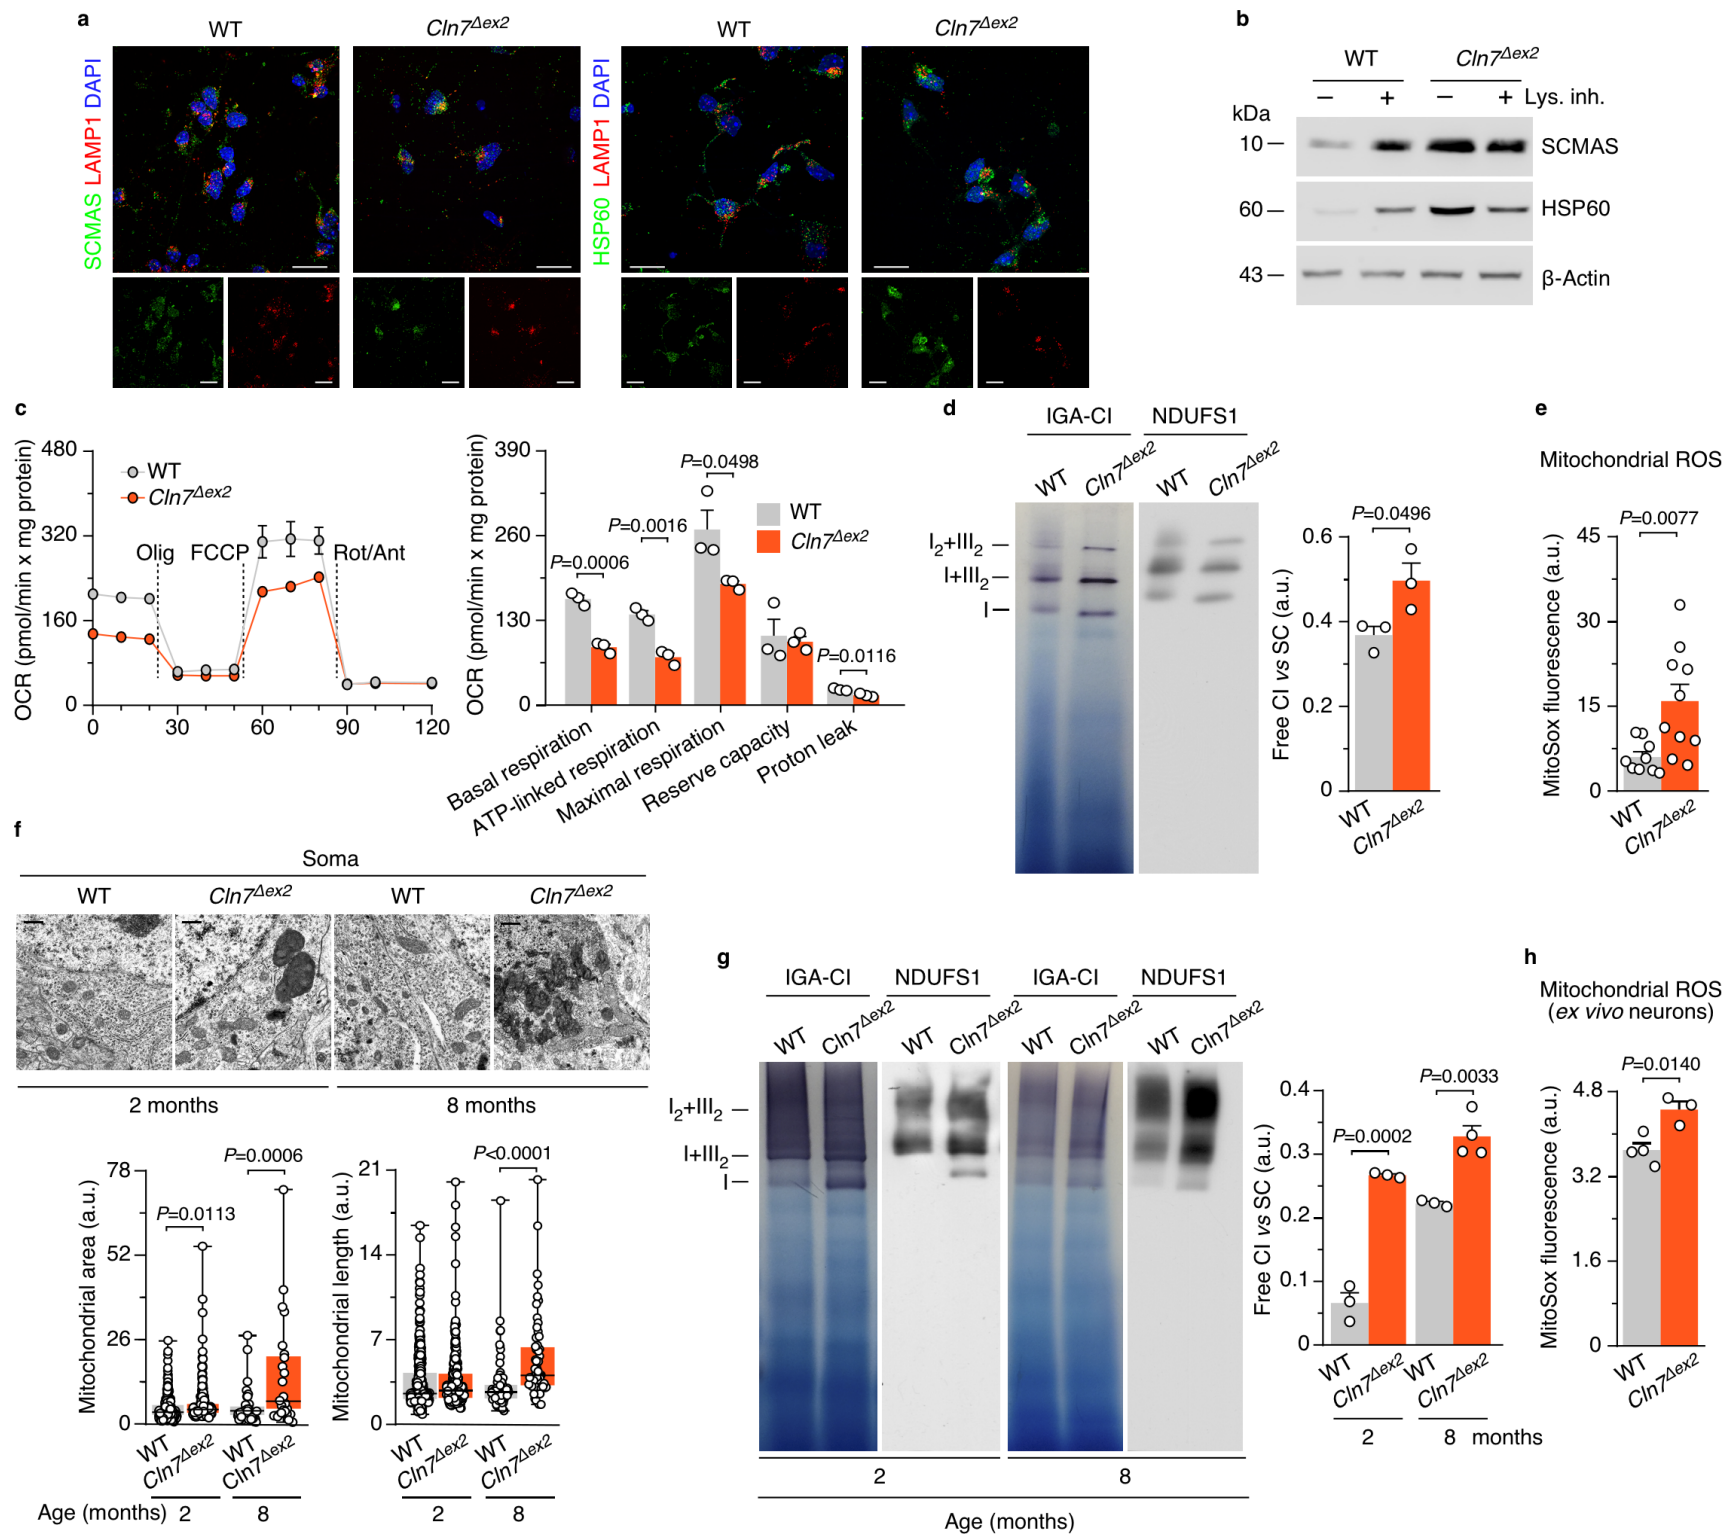 a
WT
Cln7Δex2
WT
Cln7Δex2
SCMAS LAMP1 DAPI
HSP60 LAMP1 DAPI
b
WT
Cln7Δex2
− + − + Lys. inh.
kDa
10
SCMAS
60
HSP60
43
β-Actin
c
OCR (pmol/min x mg protein)
480
320
160
0
0 30 60 90 120
WT
Cln7Δex2
Olig
FCCP
Rot/Ant
OCR (pmol/min x mg protein)
390
260
130
0
P=0.0006
P=0.0016
P=0.0498
P=0.0116
WT
Cln7Δex2
Basal respiration
ATP-linked respiration
Maximal respiration
Reserve capacity
Proton leak
d
IGA-CI
NDUFS1
WT
Cln7Δex2
WT
Cln7Δex2
I2+III2
I+III2
I
Free CI vs SC (a.u.)
0.6
0.4
0.2
0
P=0.0496
WT
Cln7Δex2
e
Mitochondrial ROS
MitoSox fluorescence (a.u.)
45
30
15
0
P=0.0077
WT
Cln7Δex2
f
Soma
WT
Cln7Δex2
WT
Cln7Δex2
2 months
8 months
Mitochondrial area (a.u.)
78
52
26
0
P=0.0113
P=0.0006
WT
Cln7Δex2
WT
Cln7Δex2
Mitochondrial length (a.u.)
21
14
7
0
P<0.0001
WT
Cln7Δex2
WT
Cln7Δex2
Age (months) 2 8 2 8
g
IGA-CI
NDUFS1
IGA-CI
NDUFS1
WT
Cln7Δex2
WT
Cln7Δex2
WT
Cln7Δex2
WT
Cln7Δex2
I2+III2
I+III2
I
2
8
Age (months)
Free CI vs SC (a.u.)
0.4
0.3
0.2
0.1
0
P=0.0002
P=0.0033
WT
Cln7Δex2
WT
Cln7Δex2
2 8 months
h
Mitochondrial ROS
(ex vivo neurons)
MitoSox fluorescence (a.u.)
4.8
3.2
1.6
0
P=0.0140
WT
Cln7Δex2